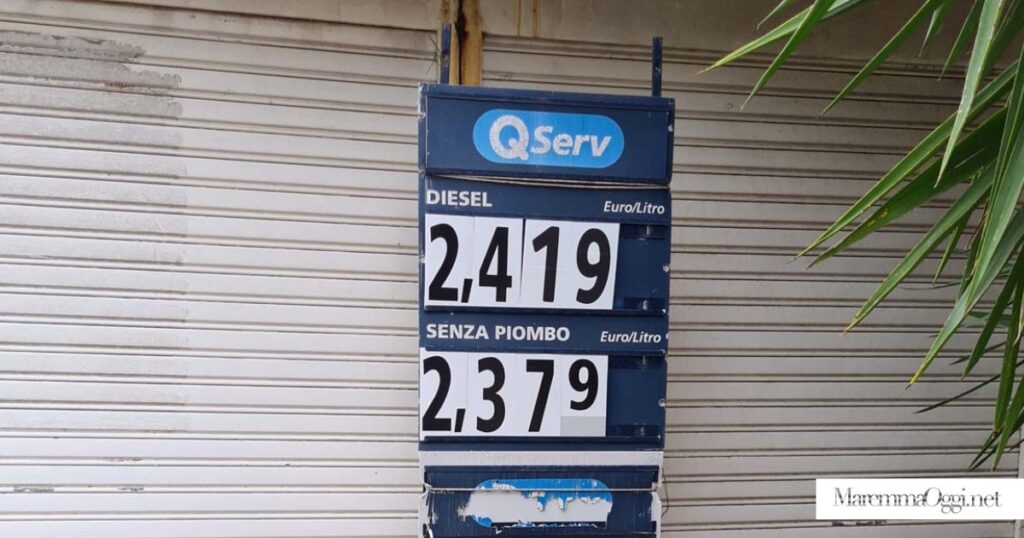 QServ
DIESEL Euro/Litro
2,419
SENZA PIOMBO Euro/Litro
2,379
MaremmaOggi.net